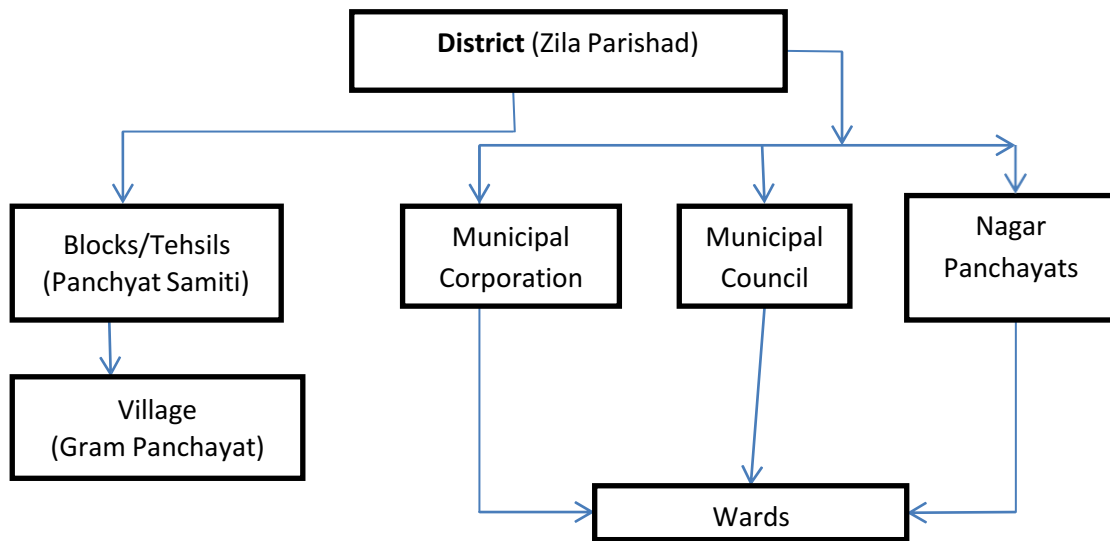 District (Zila Parishad)
Blocks/Tehsils
(Panchyat Samiti)
Municipal
Corporation
Municipal
Council
Nagar
Panchayats
Village
(Gram Panchayat)
Wards